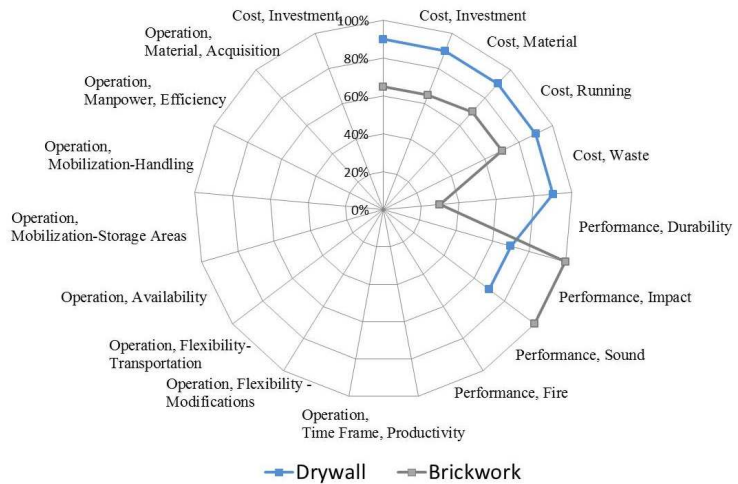 Cost, Investment
100%
Cost, Investment
Operation,
Material, Acquisition
Cost, Material
80%
Operation,
Manpower, Efficiency
Cost, Running
60%
Operation,
Mobilization-Handling
40%
Cost, Waste
20%
0%
Operation,
Mobilization-Storage Areas
Performance, Durability
Operation, Availability
Performance, Impact
Operation, Flexibility-
Transportation
Performance, Sound
Operation, Flexibility -
Modifications
Performance, Fire
Operation,
Time Frame, Productivity
Drywall
Brickwork